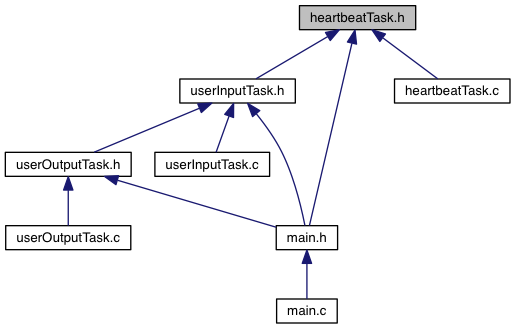 heartbeatTask.h
userInputTask.h
heartbeatTask.c
userOutputTask.h
userInputTask.c
userOutputTask.c
main.h
main.c